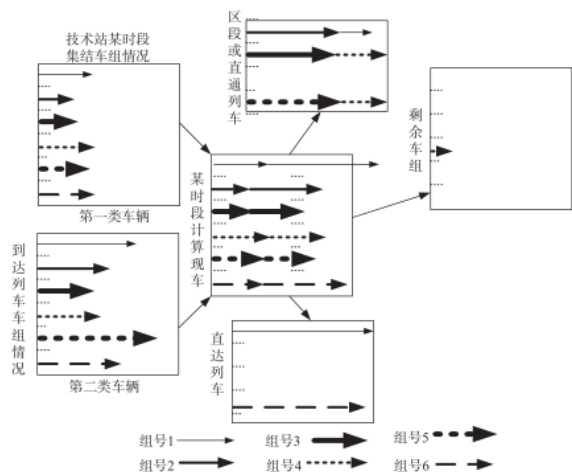 技术站某时段
集结车组情况
第一类车辆
到达列车车组情况
第二类车辆
某时段计算现车
区段或直通列车
直达列车
剩余车组
组号1
组号3
组号5
组号2
组号4
组号6